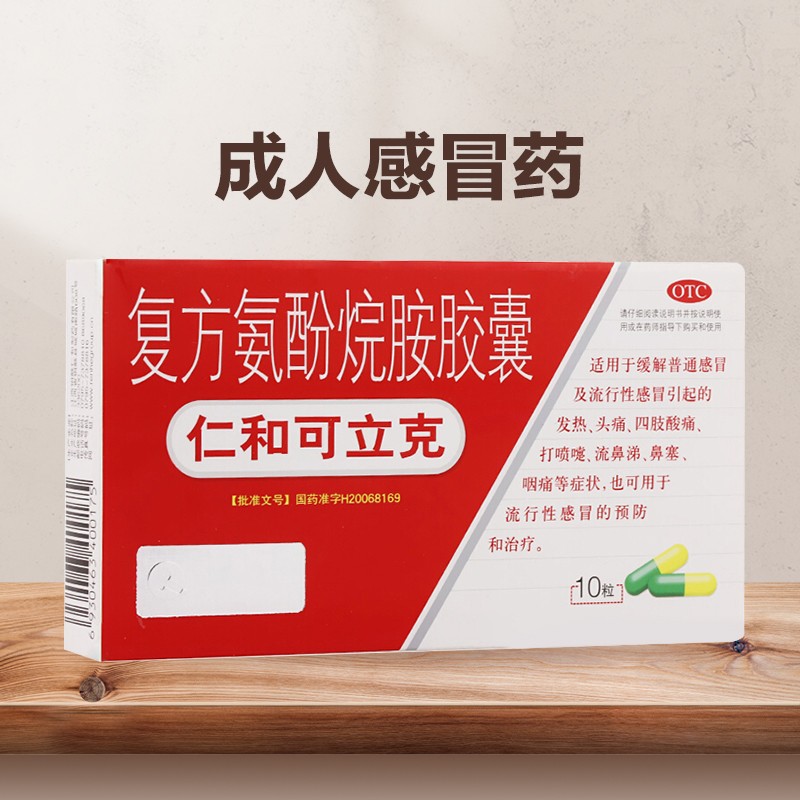 成人感冒药
OTC
请仔细阅读说明书并按说明使
用或在药师指导下购买和使用
复方氨酚烷胺胶囊
仁和可立克
【批准文号】国药准字H20068169
适用于缓解普通感冒
及流行性感冒引起的
发热、头痛、四肢酸痛、
打喷嚏、流鼻涕、鼻塞、
咽痛等症状,也可用于
流行性感冒的预防
和治疗。
10粒
6930463400175